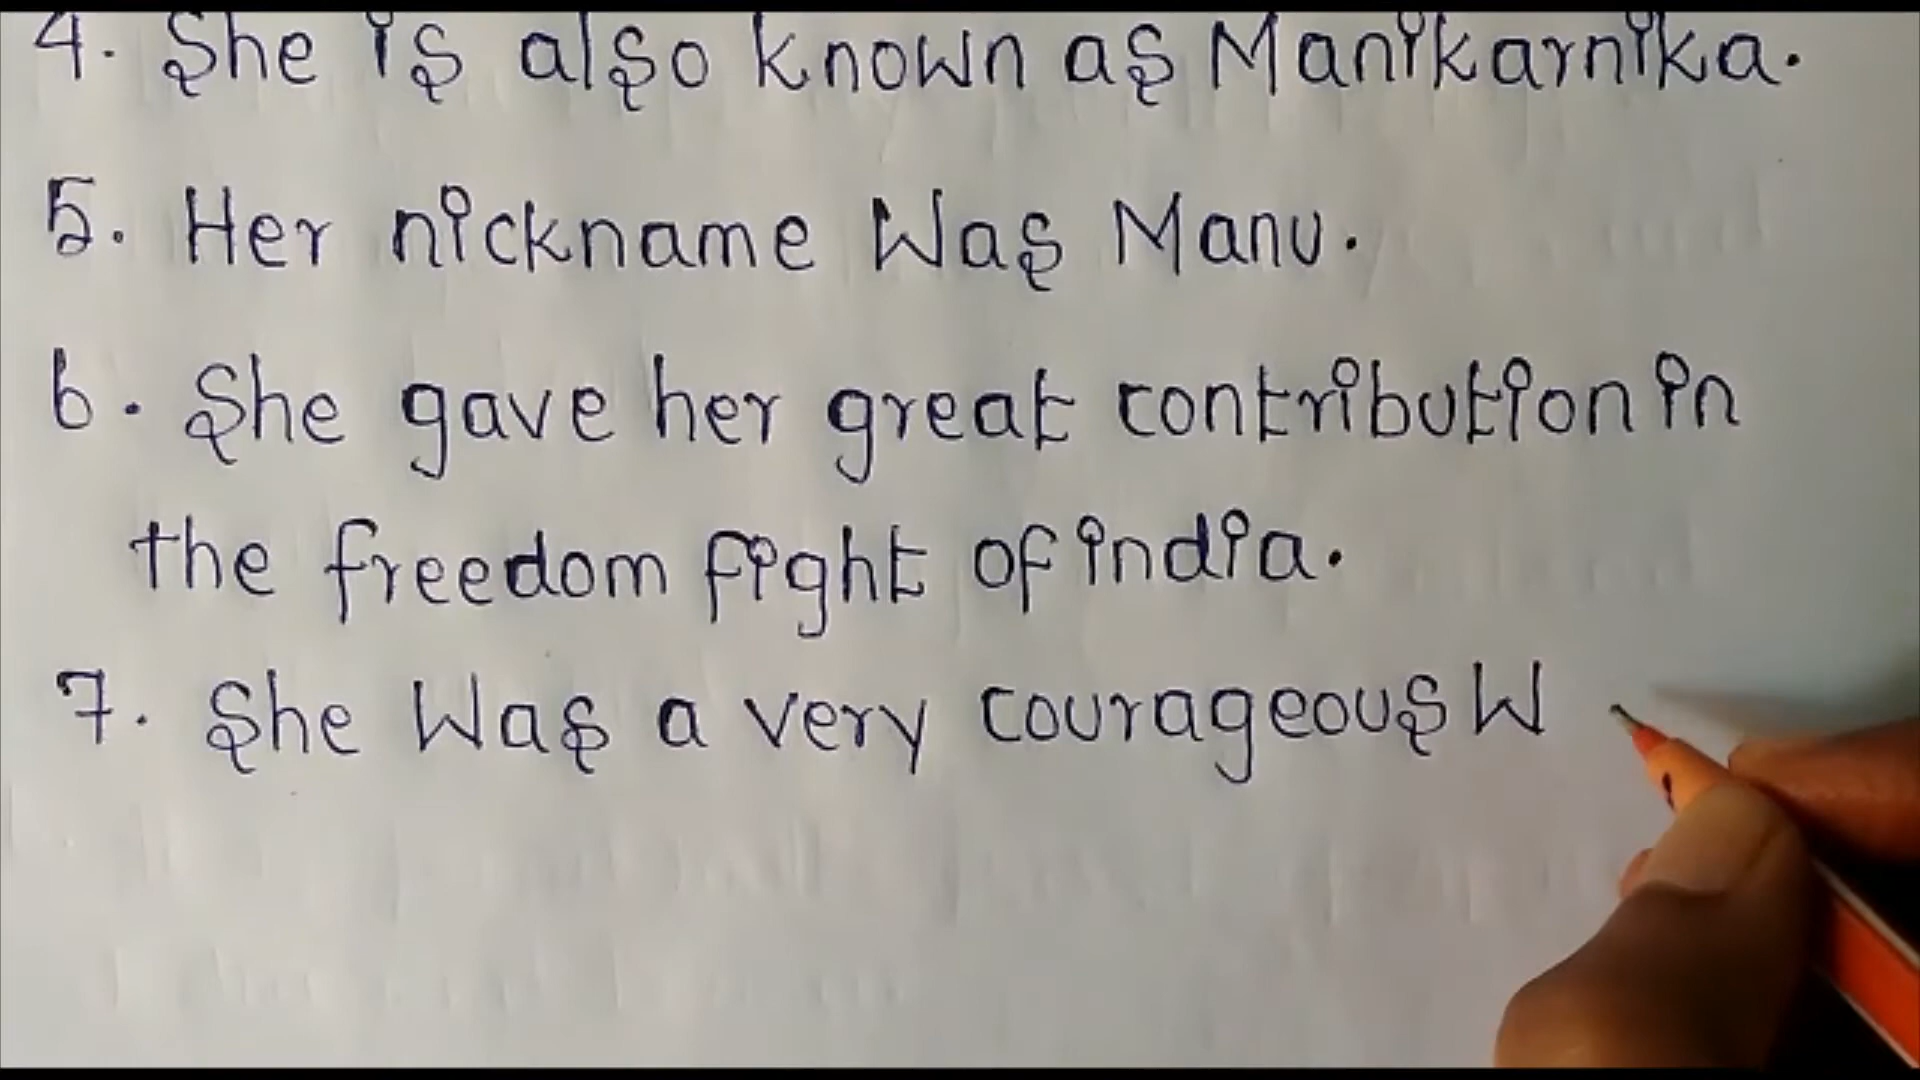 4. She is also known as Manikarnika.
5. Her nickname Was Manu.
6. She gave her great contribution in
the freedom fight of india.
7. She Was a very courageous W